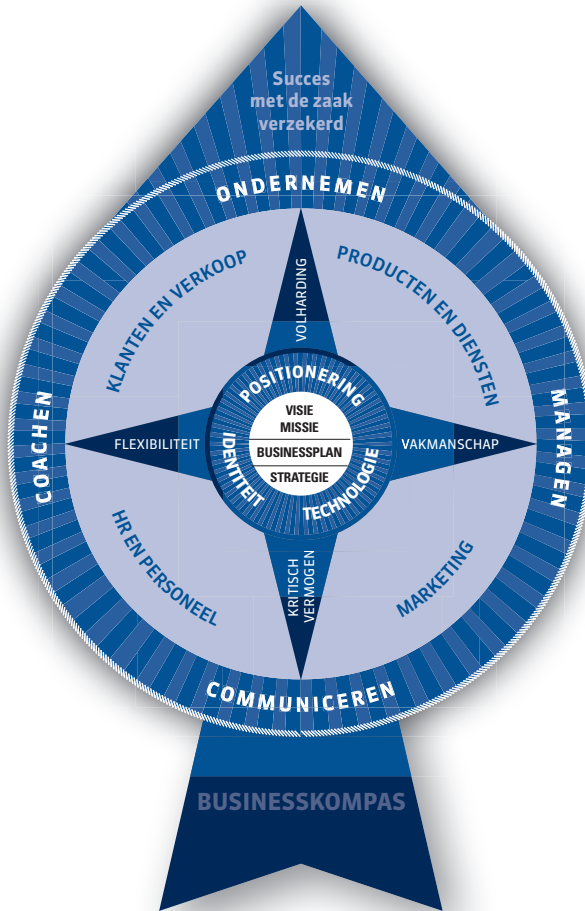 Succes
met de zaak
verzekerd
ONDERNEMEN
KLANTEN EN VERKOOP
PRODUCTEN EN DIENSTEN
VOLHARDING
POSITIONERING
COACHEN
FLEXIBILITEIT
IDENTITEIT
VISIE
MISSIE
BUSINESSPLAN
STRATEGIE
TECHNOLOGIE
VAKMANSCHAP
MANAGEN
HR EN PERSONEEL
KRITISCH
VERMOGEN
MARKETING
COMMUNICEREN
BUSINESSKOMPAS